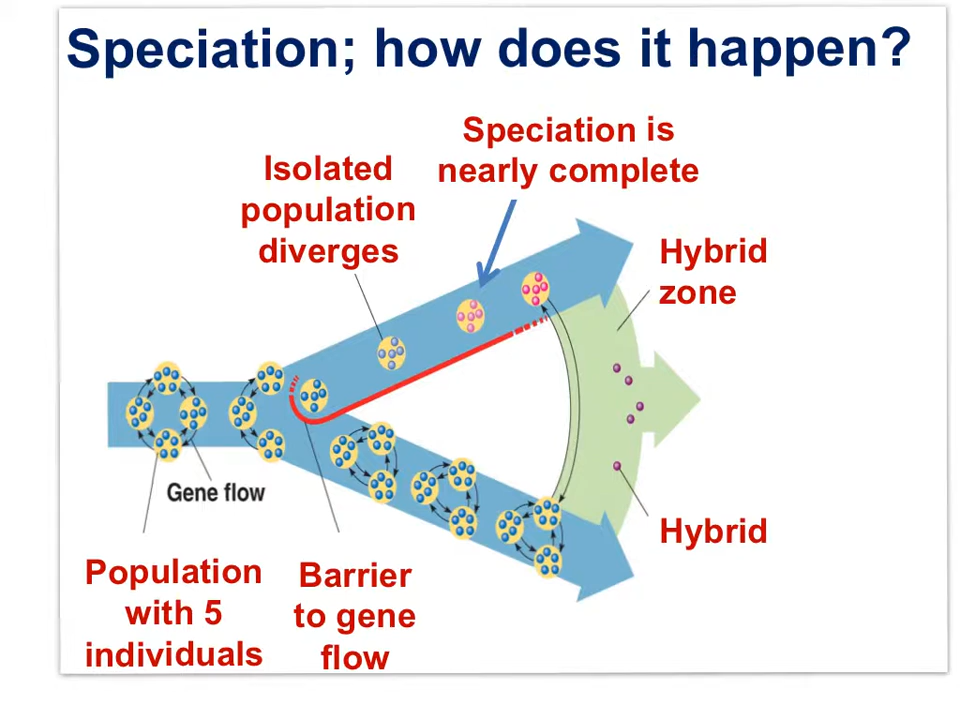 Speciation; how does it happen?
Speciation is
nearly complete
Isolated
population
diverges
Hybrid
zone
Gene flow
Hybrid
Population
with 5
individuals
Barrier
to gene
flow